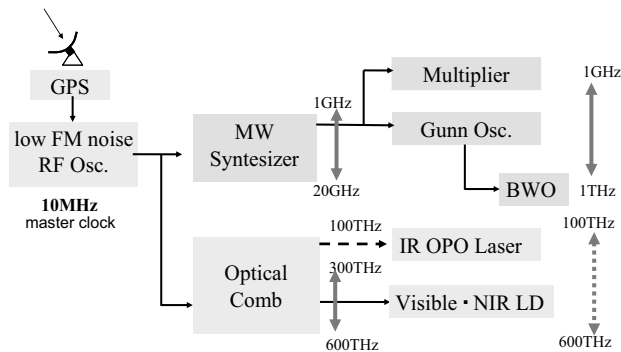 GPS
low FM noise
RF Osc.
10MHz
master clock
MW
Syntesizer
1GHz
20GHz
Multiplier
Gunn Osc.
BWO
1GHz
1THz
Optical
Comb
100THz
300THz
600THz
IR OPO Laser
Visible・NIR LD
100THz
600THz